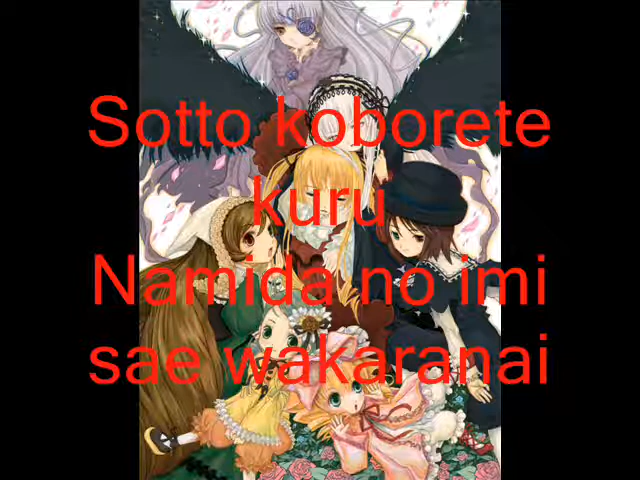 Sotto koborete
kuru
Namida no imi
sae wakaranai